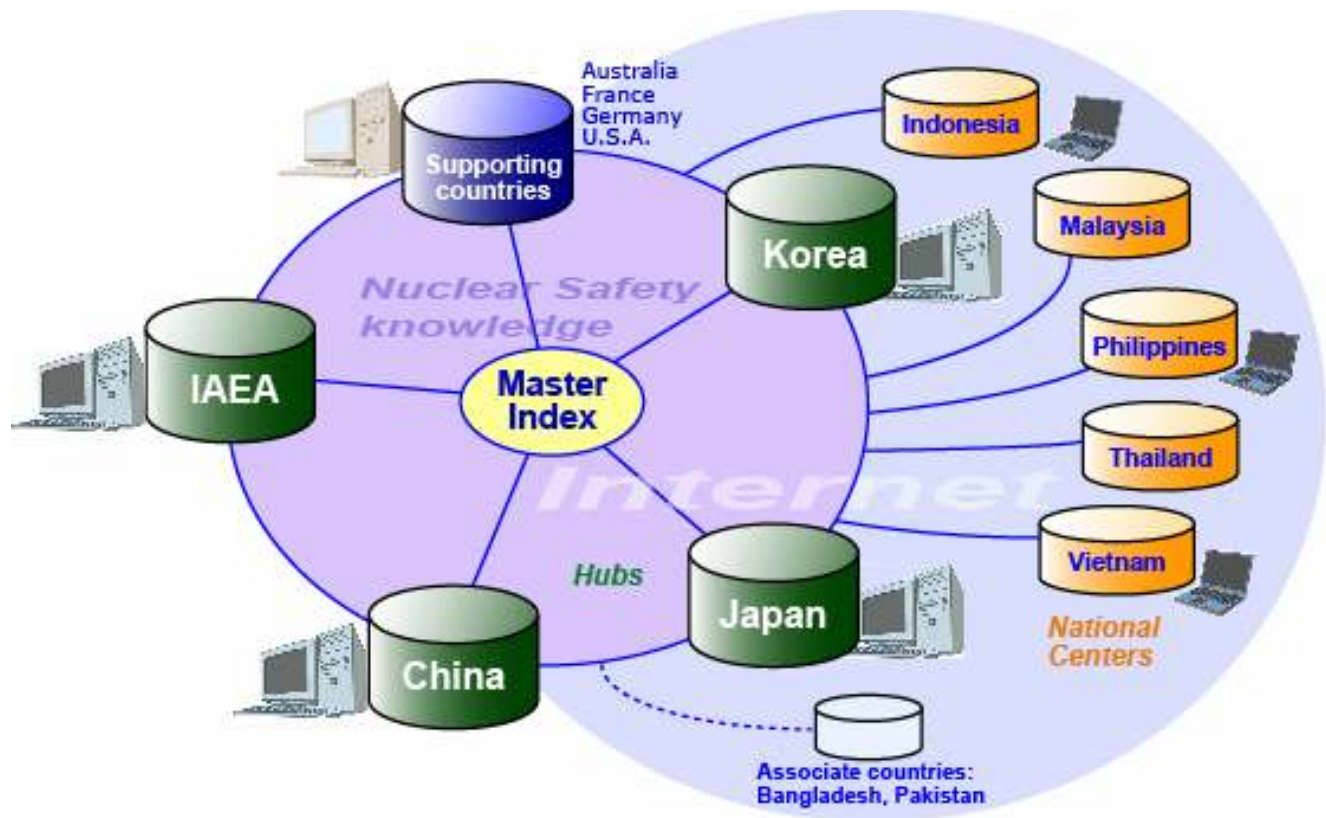 Australia
France
Germany
U.S.A.
Supporting
countries
Indonesia
Korea
Malaysia
Nuclear Safety
knowledge
IAEA
Master
Index
Philippines
Thailand
Internet
Vietnam
Hubs
Japan
China
National
Centers
Associate countries:
Bangladesh, Pakistan